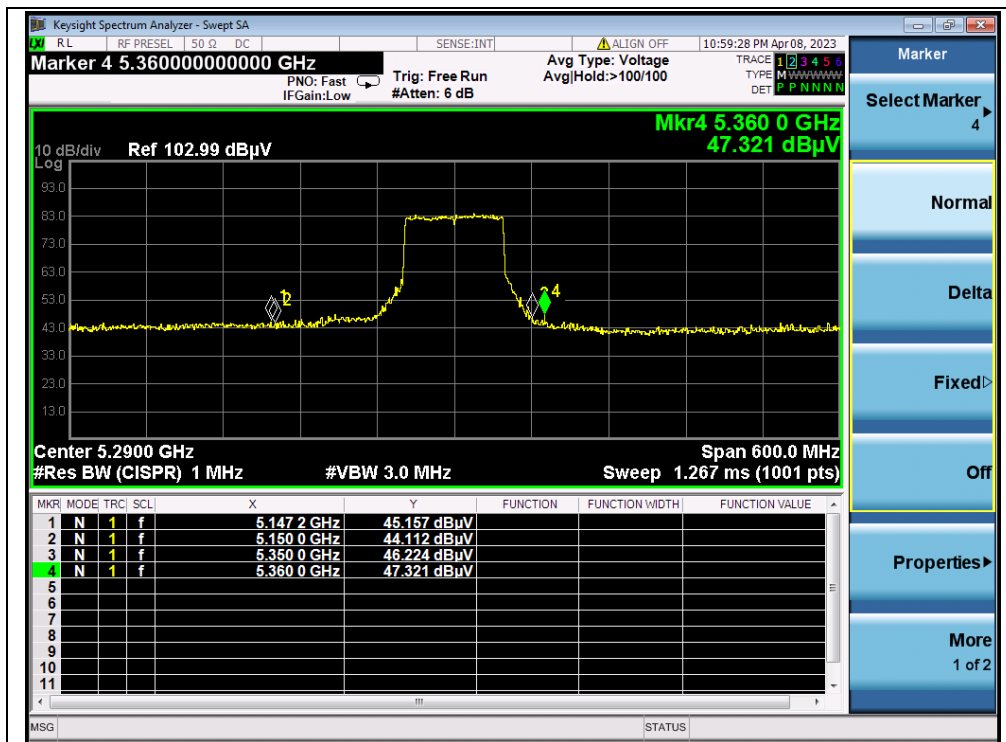 Keysight Spectrum Analyzer - Swept SA
LXI RL RF PRESEL 50 Ω DC SENSE:INT ALIGN OFF 10:59:28 PM Apr 08, 2023
Marker 4 5.360000000000 GHz
PNO: Fast
IFGain:Low
Trig: Free Run
#Atten: 6 dB
Avg Type: Voltage
Avg|Hold:>100/100
TRACE 1 2 3 4 5 6
TYPE M W W W W W
DET P P N N N N
Mkr4 5.360 0 GHz
47.321 dBµV
10 dB/div Ref 102.99 dBµV
Log
93.0
83.0
73.0
63.0
53.0
43.0
33.0
23.0
13.0
2
4
Center 5.2900 GHz Span 600.0 MHz
#Res BW (CISPR) 1 MHz #VBW 3.0 MHz Sweep 1.267 ms (1001 pts)
MKR MODE TRC SCL X Y FUNCTION FUNCTION WIDTH FUNCTION VALUE
1 N 1 f 5.147 2 GHz 45.157 dBµV
2 N 1 f 5.150 0 GHz 44.112 dBµV
3 N 1 f 5.350 0 GHz 46.224 dBµV
4 N 1 f 5.360 0 GHz 47.321 dBµV
5
6
7
8
9
10
11
MSG STATUS
Marker
Select Marker
4
Normal
Delta
Fixed
Off
Properties
More
1 of 2